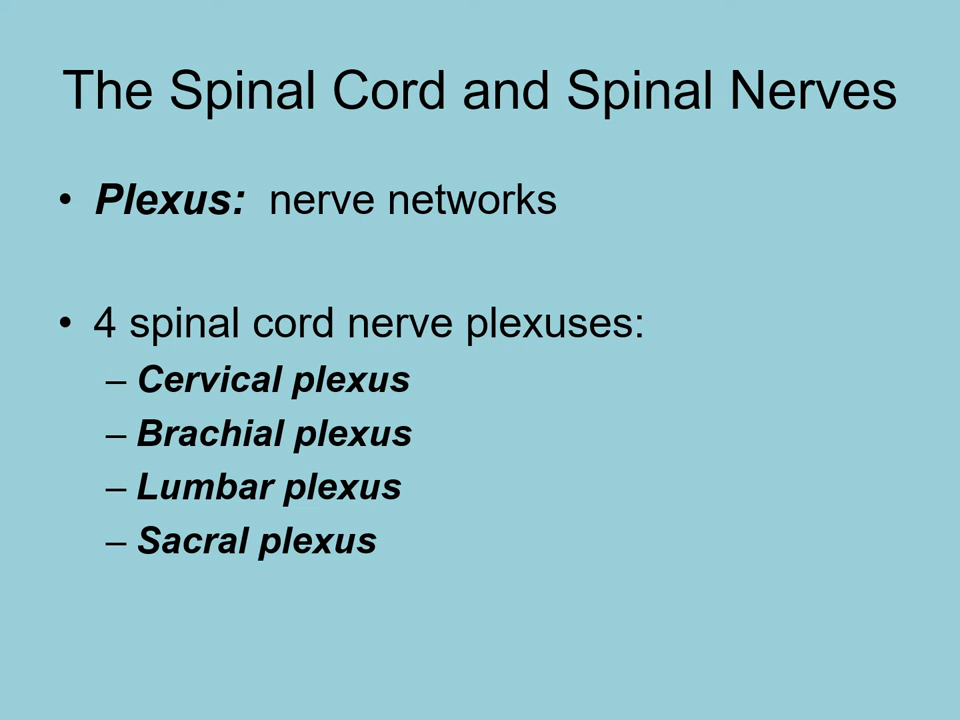 The Spinal Cord and Spinal Nerves
• Plexus: nerve networks
• 4 spinal cord nerve plexuses:
– Cervical plexus
– Brachial plexus
– Lumbar plexus
– Sacral plexus